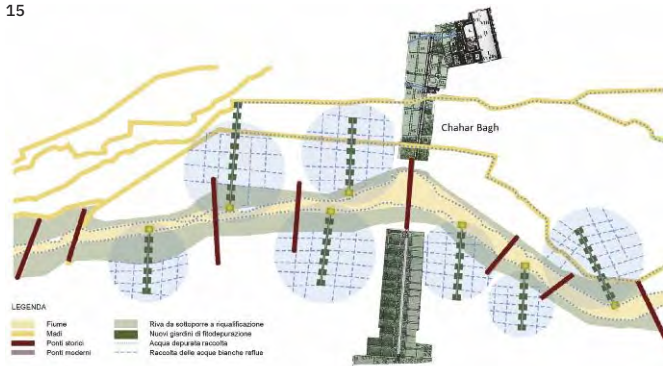 15
Chahar Bagh
LEGENDA
Fiume
Madi
Ponti storici
Ponti moderni
Riva da sottoporre a riqualificazione
Nuovi giardini di fitodepurazione
Acqua depurata raccolta
Raccolta delle acque bianche reflue